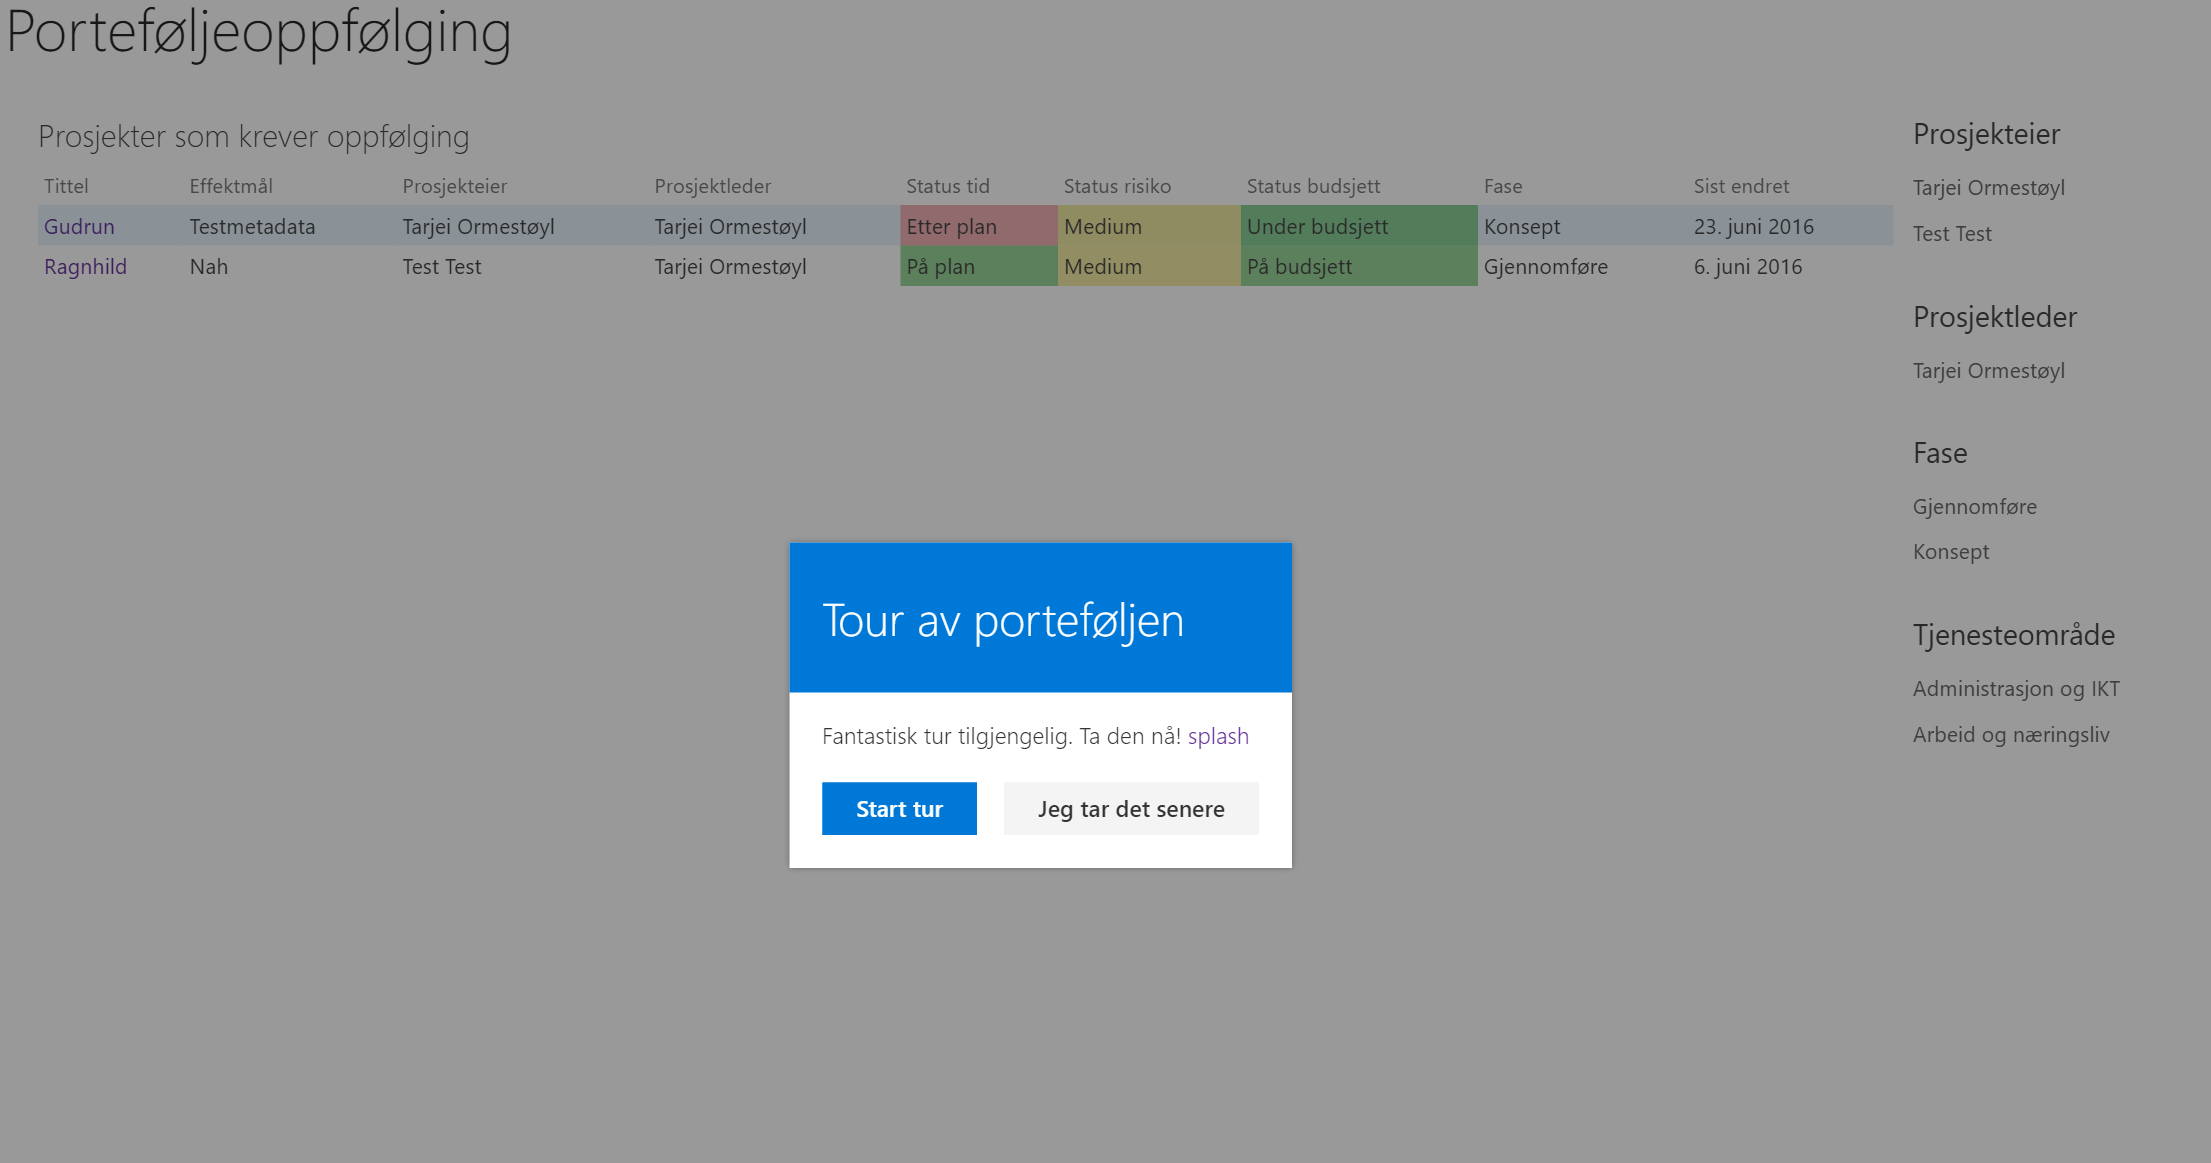 Porteføljeoppfølging
Prosjekter som krever oppfølging
Tittel Effektmål Prosjekteier Prosjektleder Status tid Status risiko Status budsjett Fase Sist endret
Gudrun Testmetadata Tarjei Ormestøyl Tarjei Ormestøyl Etter plan Medium Under budsjett Konsept 23. juni 2016
Ragnhild Nah Test Test Tarjei Ormestøyl På plan Medium På budsjett Gjennomføre 6. juni 2016
Prosjekteier
Tarjei Ormestøyl
Test Test
Prosjektleder
Tarjei Ormestøyl
Fase
Gjennomføre
Konsept
Tjenesteområde
Administrasjon og IKT
Arbeid og næringsliv
Tour av porteføljen
Fantastisk tur tilgjengelig. Ta den nå! splash
Start tur Jeg tar det senere